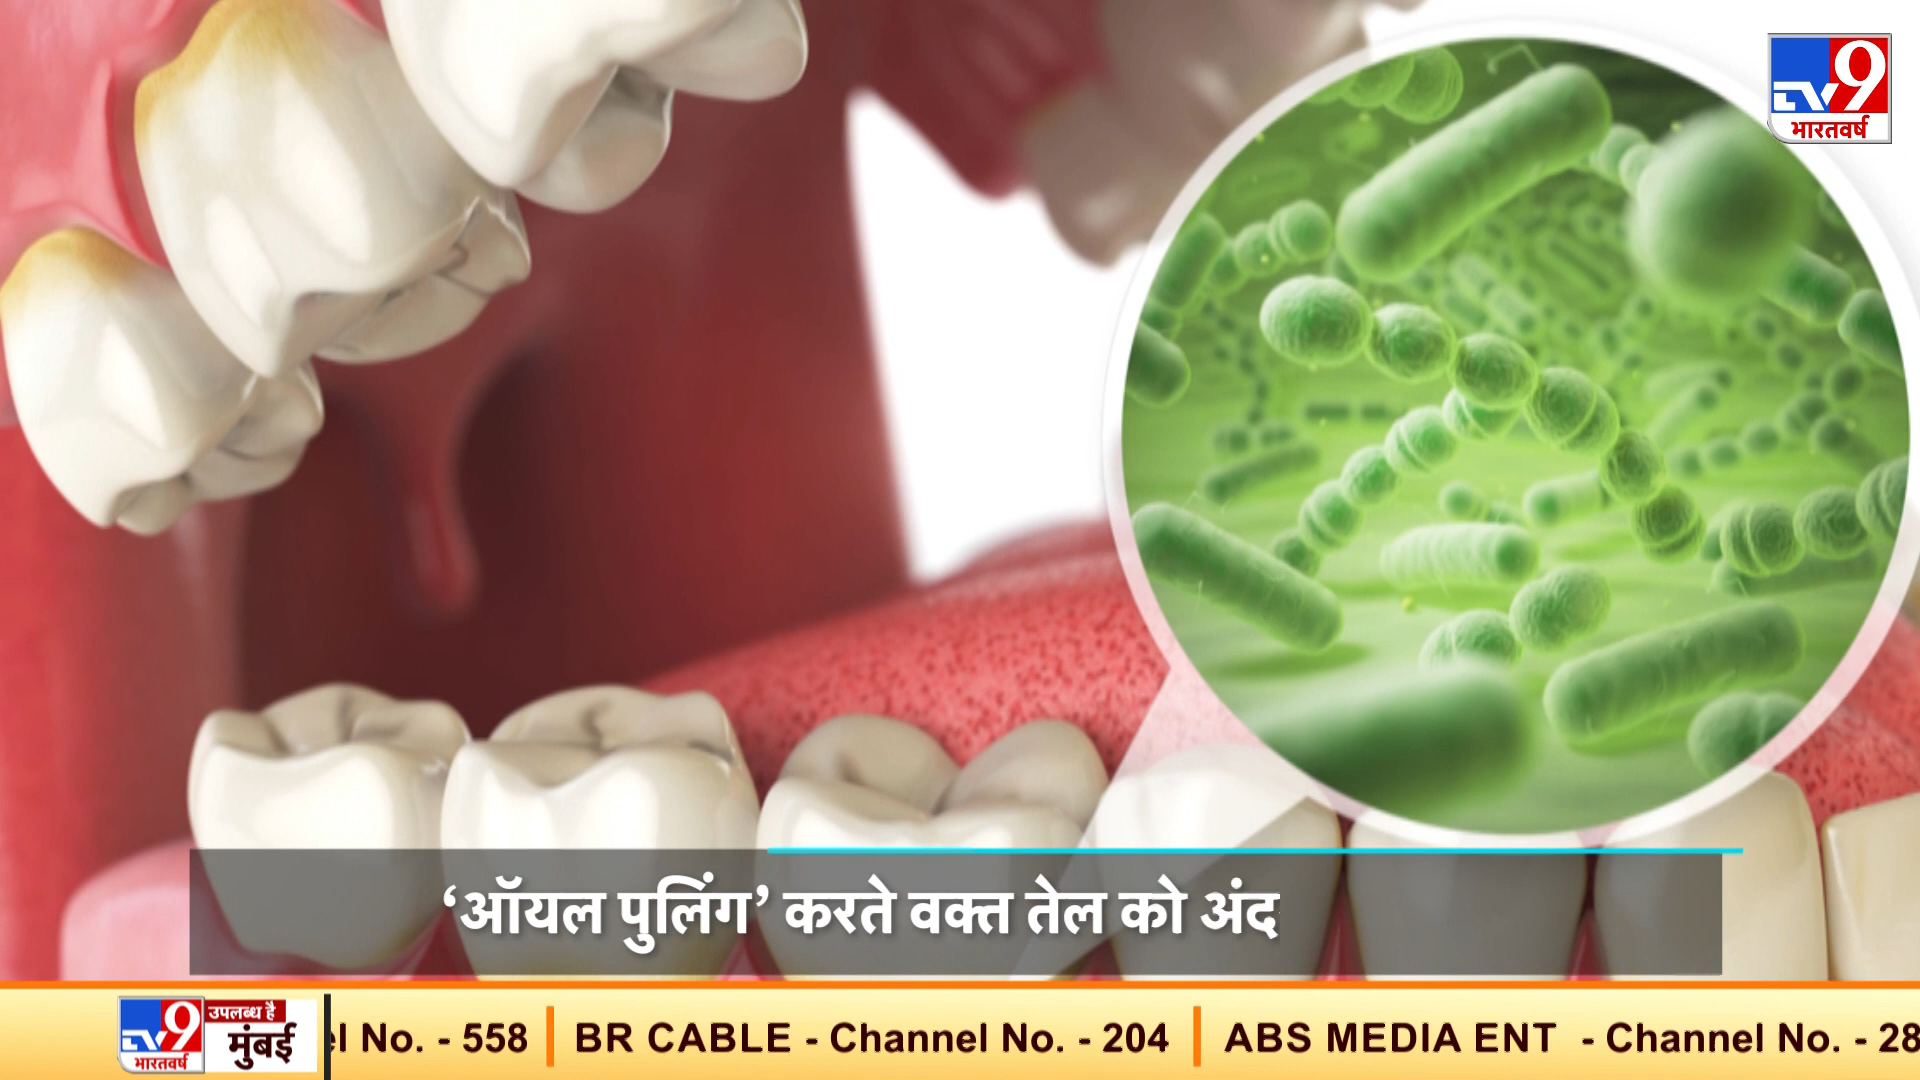 TV9
भारतवर्ष
‘ऑयल पुलिंग’ करते वक्त तेल को अंद
TV9 उपलब्ध है
भारतवर्ष मुंबई
el No. - 558 | BR CABLE - Channel No. - 204 | ABS MEDIA ENT - Channel No. - 28